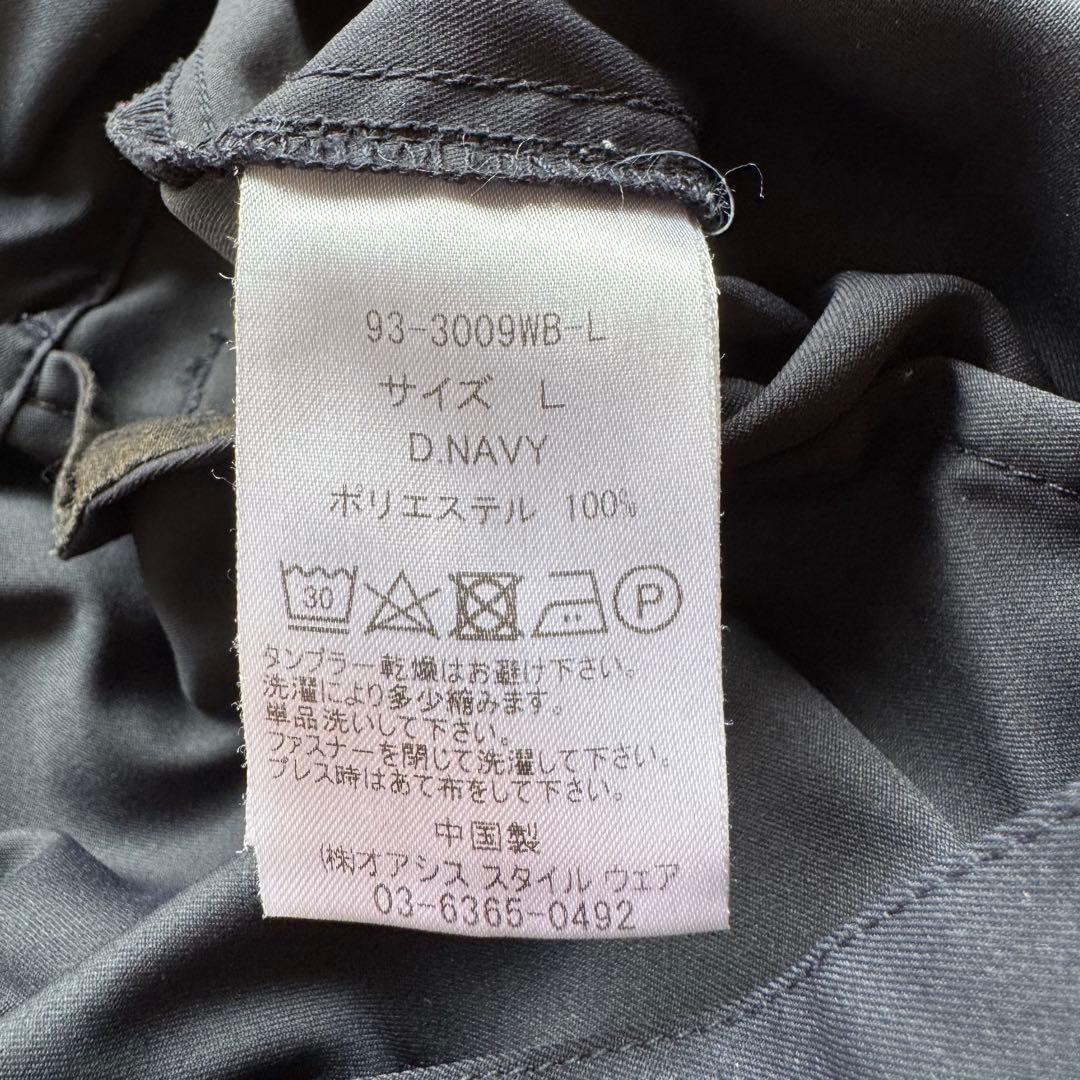 93-3009WB-L
サイズ L
D.NAVY
ポリエステル 100%
30 P
タンブラー乾燥はお避け下さい。
洗濯により多少縮みます。
単品洗いして下さい。
ファスナーを閉じて洗濯して下さい。
プレス時はあて布をして下さい。
中国製
(株)オアシス スタイル ウェア
03-6365-0492